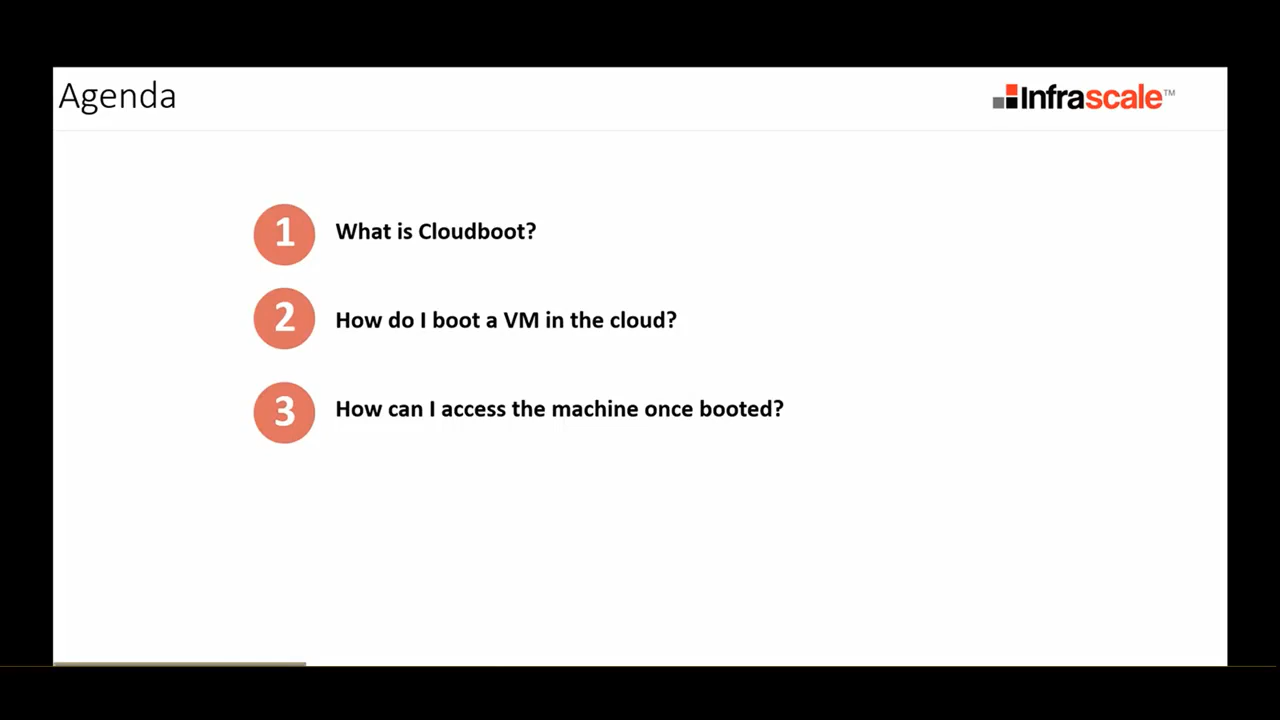 Agenda
Infrascale™
1 What is Cloudboot?
2 How do I boot a VM in the cloud?
3 How can I access the machine once booted?